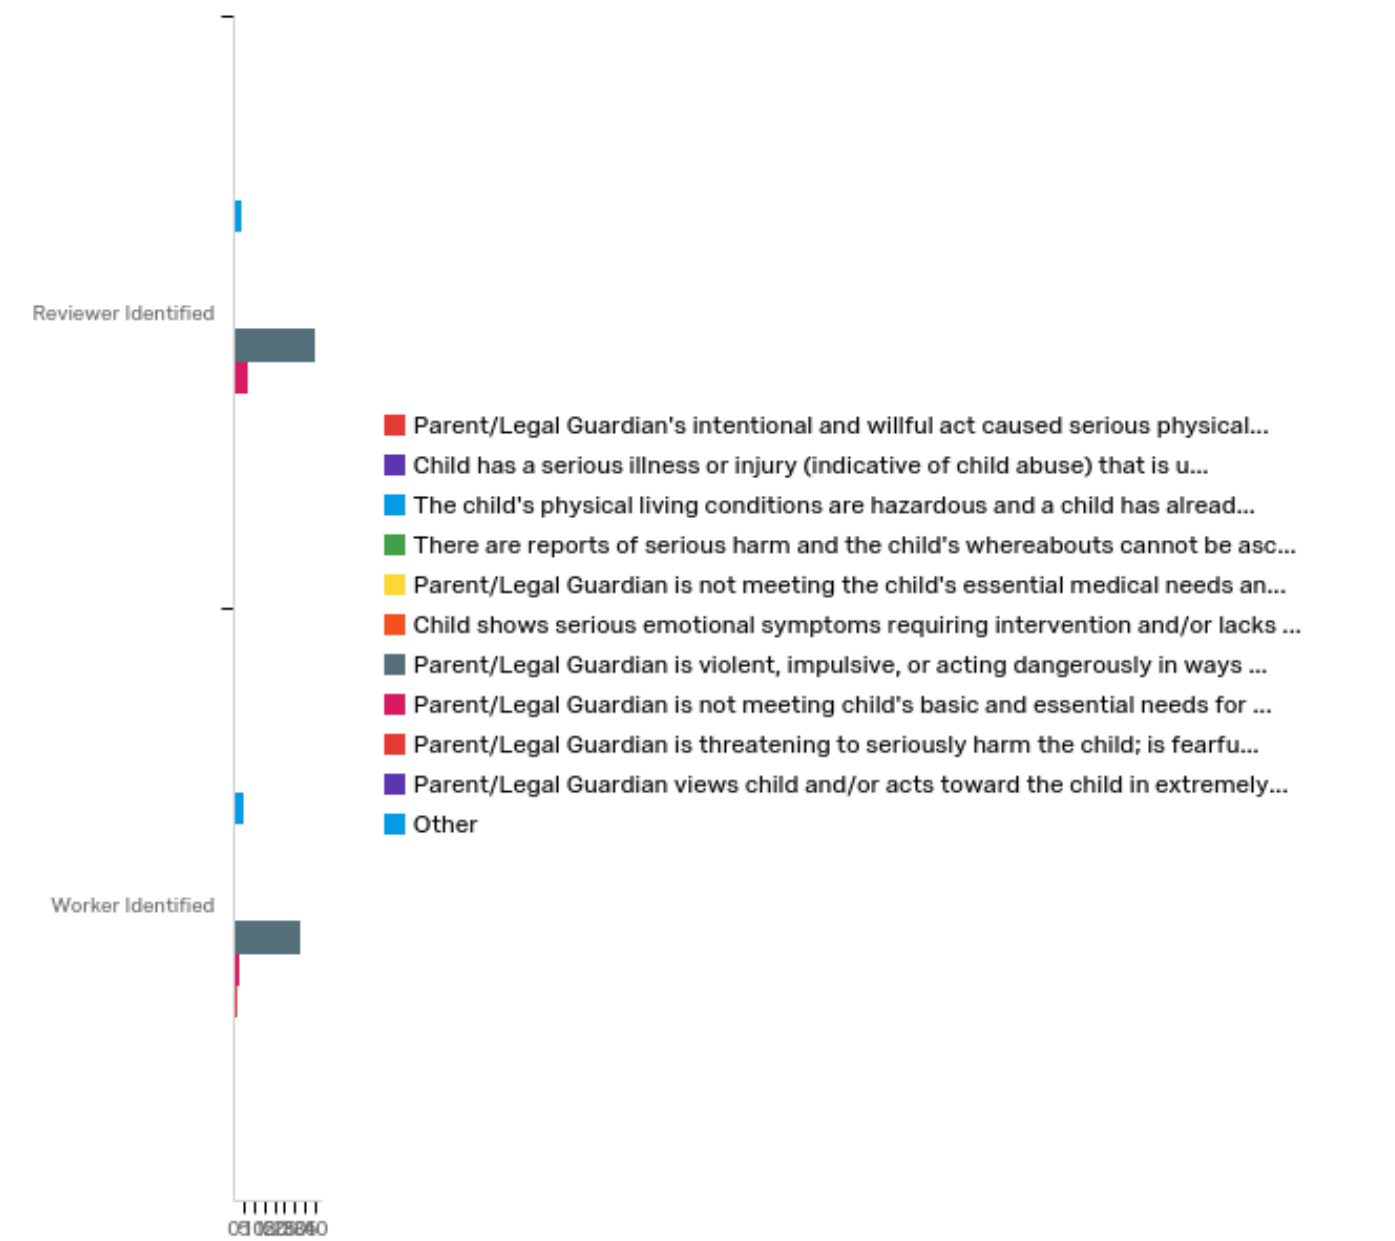 Reviewer Identified
Parent/Legal Guardian's intentional and willful act caused serious physical...
Child has a serious illness or injury (indicative of child abuse) that is u...
The child's physical living conditions are hazardous and a child has alread...
There are reports of serious harm and the child's whereabouts cannot be asc...
Parent/Legal Guardian is not meeting the child's essential medical needs an...
Child shows serious emotional symptoms requiring intervention and/or lacks ...
Parent/Legal Guardian is violent, impulsive, or acting dangerously in ways ...
Parent/Legal Guardian is not meeting child's basic and essential needs for ...
Parent/Legal Guardian is threatening to seriously harm the child; is fearfu...
Parent/Legal Guardian views child and/or acts toward the child in extremely...
Other
Worker Identified